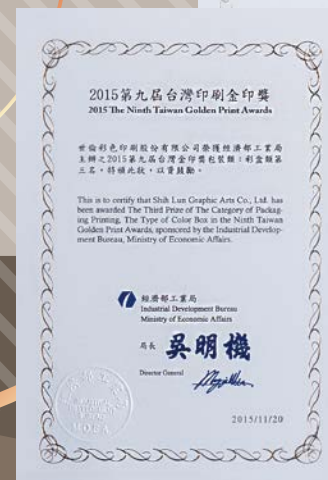 2015第九屆台灣印刷金印獎
2015 The Ninth Taiwan Golden Print Awards
世倫彩色印刷股份有限公司榮獲經濟部工業局
主辦之2015第九屆台灣金印獎包裝類：彩盒類第
三名，特頒此狀，以資鼓勵。
This is to certify that Shih Lun Graphic Arts Co., Ltd. has
been awarded The Third Prize of The Category of Packag-
ing Printing, The Type of Color Box in the Ninth Taiwan
Golden Print Awards, sponsored by the Industrial Develop-
ment Bureau, Ministry of Economic Affairs.
經濟部工業局
Industrial Development Bureau
Ministry of Economic Affairs
局長 吳明機
Director General
2015/11/20
MOEA